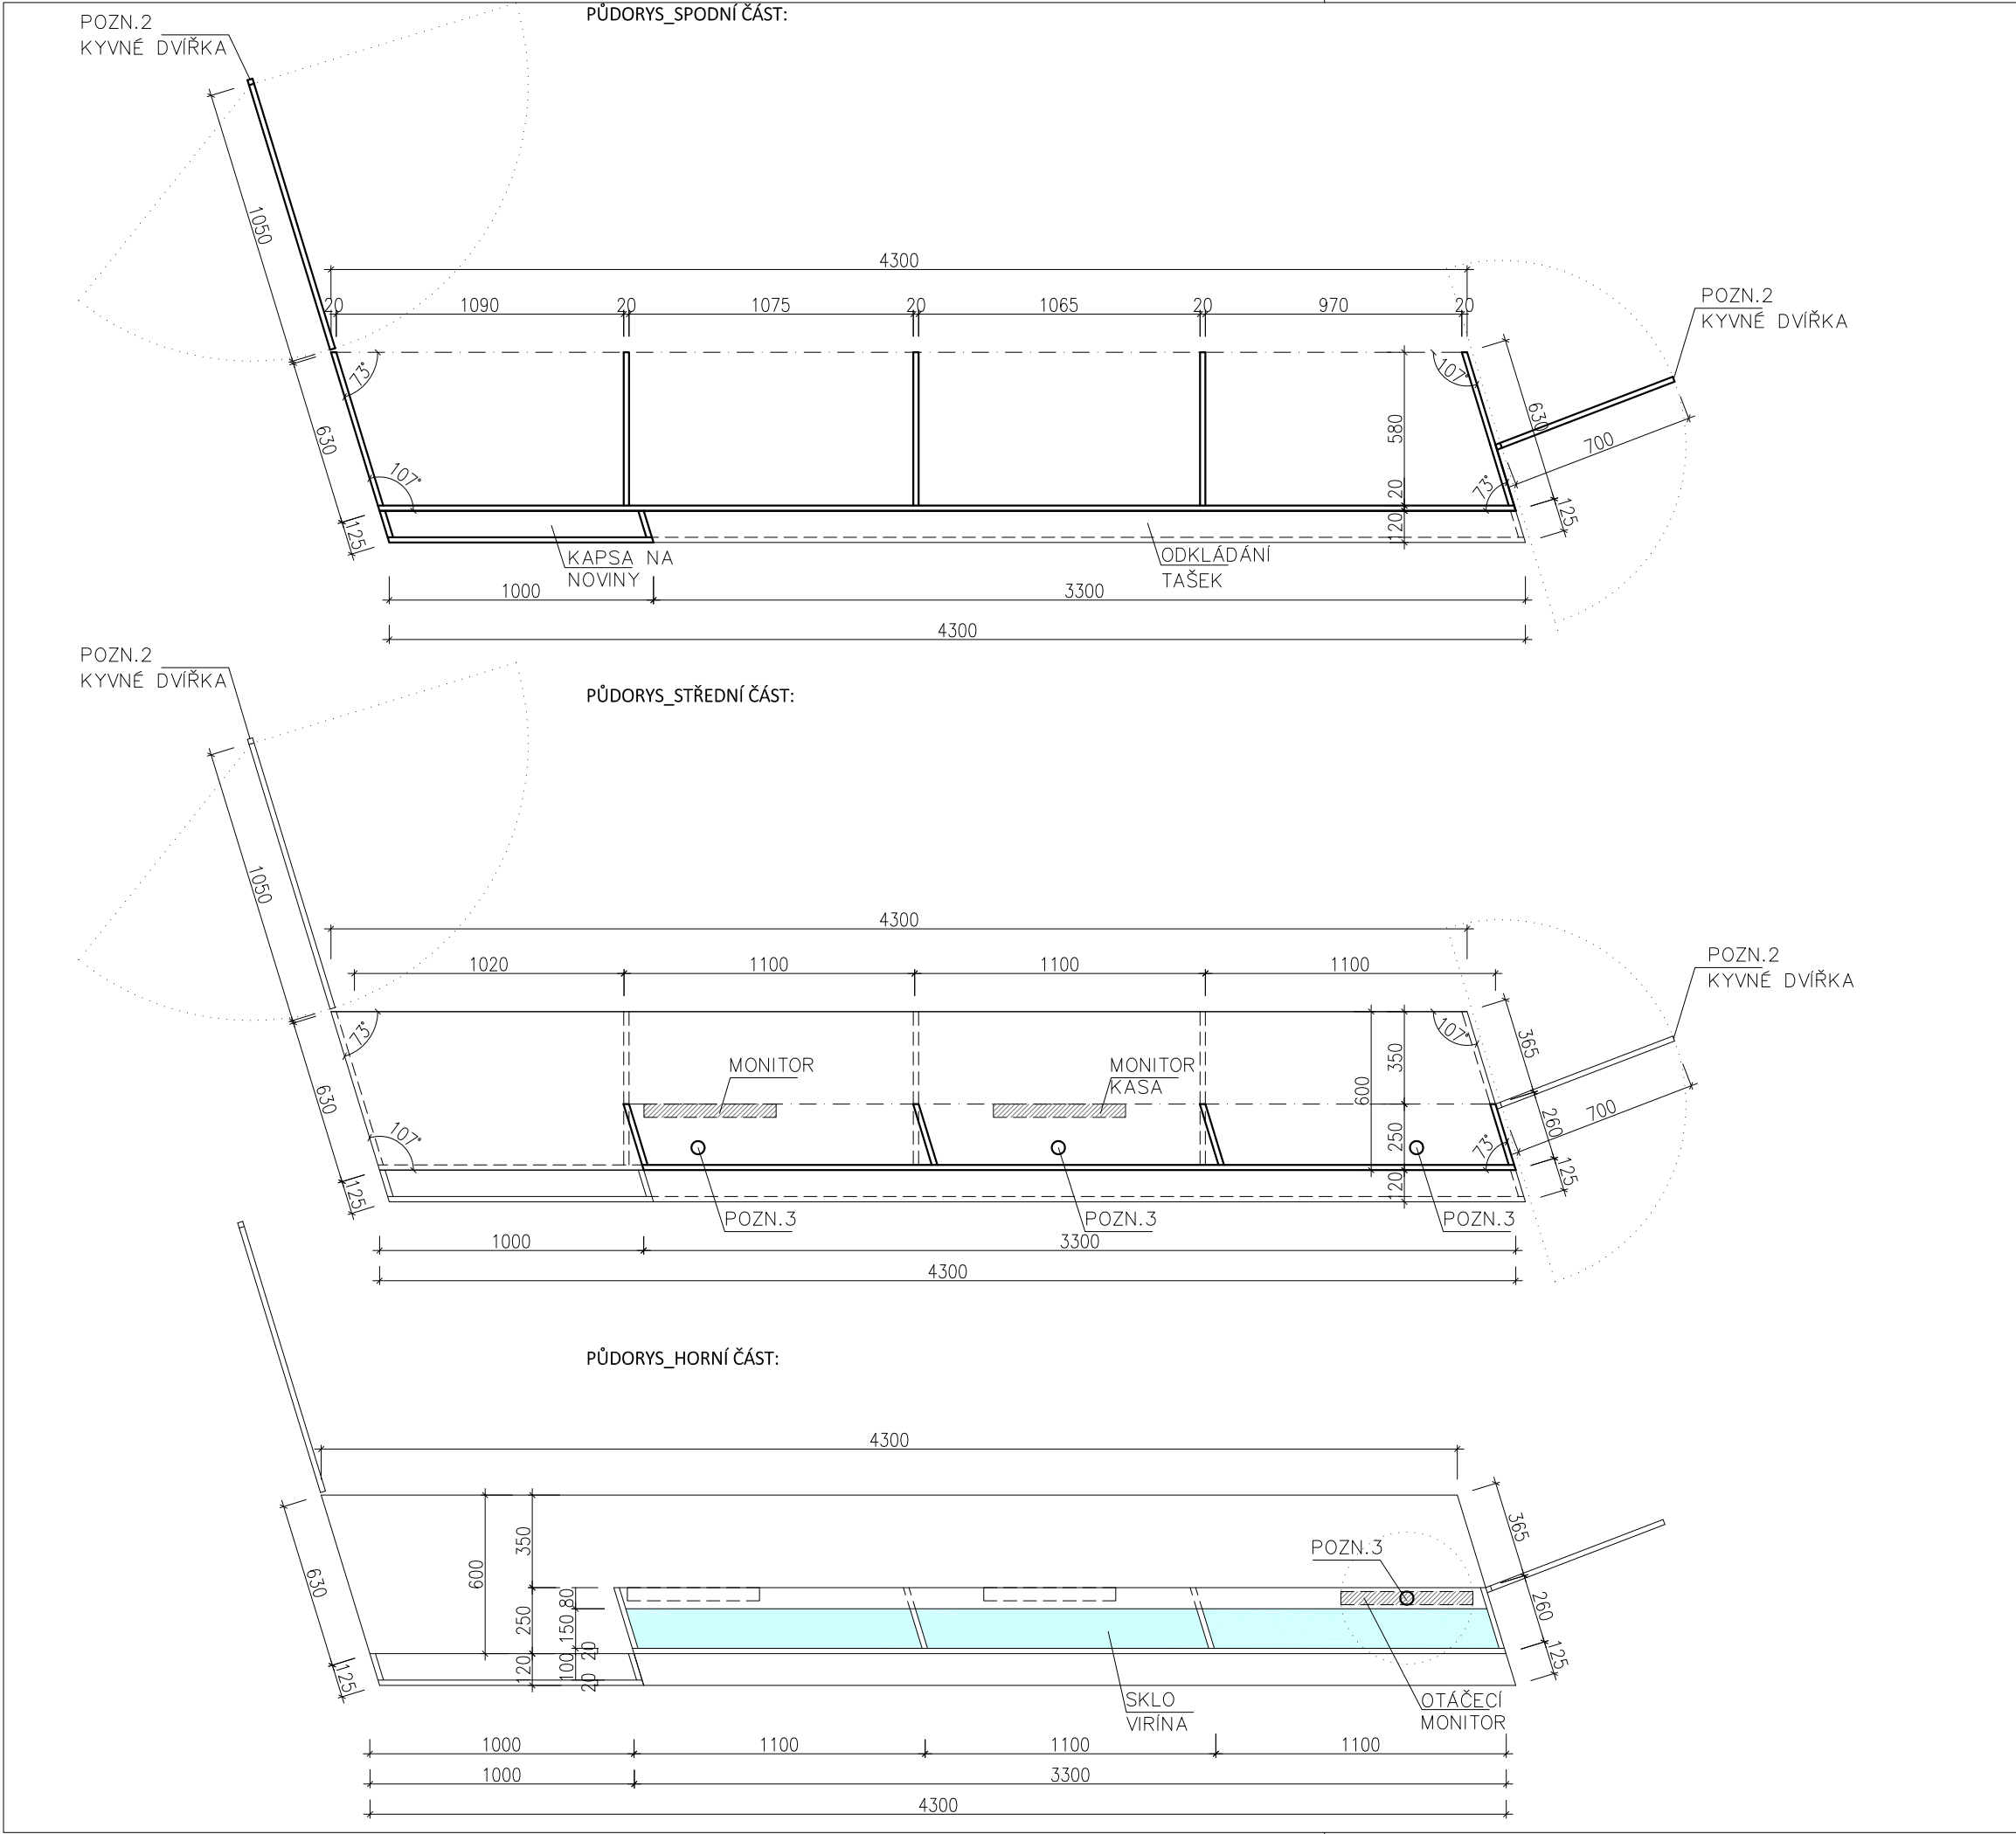 PŮDORYS_SPODNÍ ČÁST:
POZN.2
KYVNÉ DVÍŘKA
1050
4300
20 1090 20 1075 20 1065 20 970 20
POZN.2
KYVNÉ DVÍŘKA
73°
107°
630
580
630
700
107°
20
73°
125
120
125
KAPSA NA
NOVINY
ODKLÁDÁNÍ
TAŠEK
1000 3300
4300
POZN.2
KYVNÉ DVÍŘKA
PŮDORYS_STŘEDNÍ ČÁST:
1050
4300
1020 1100 1100 1100
POZN.2
KYVNÉ DVÍŘKA
73°
107°
365
350
MONITOR
MONITOR
KASA
600
630
700
260
107°
250
73°
125
120
125
POZN.3 POZN.3 POZN.3
1000 3300
4300
PŮDORYS_HORNÍ ČÁST:
4300
350
365
POZN.3
600
630
80
260
250
150
20
125
120
100
20
125
SKLO
VIRÍNA
OTÁČECÍ
MONITOR
1000 1100 1100 1100
1000 3300
4300